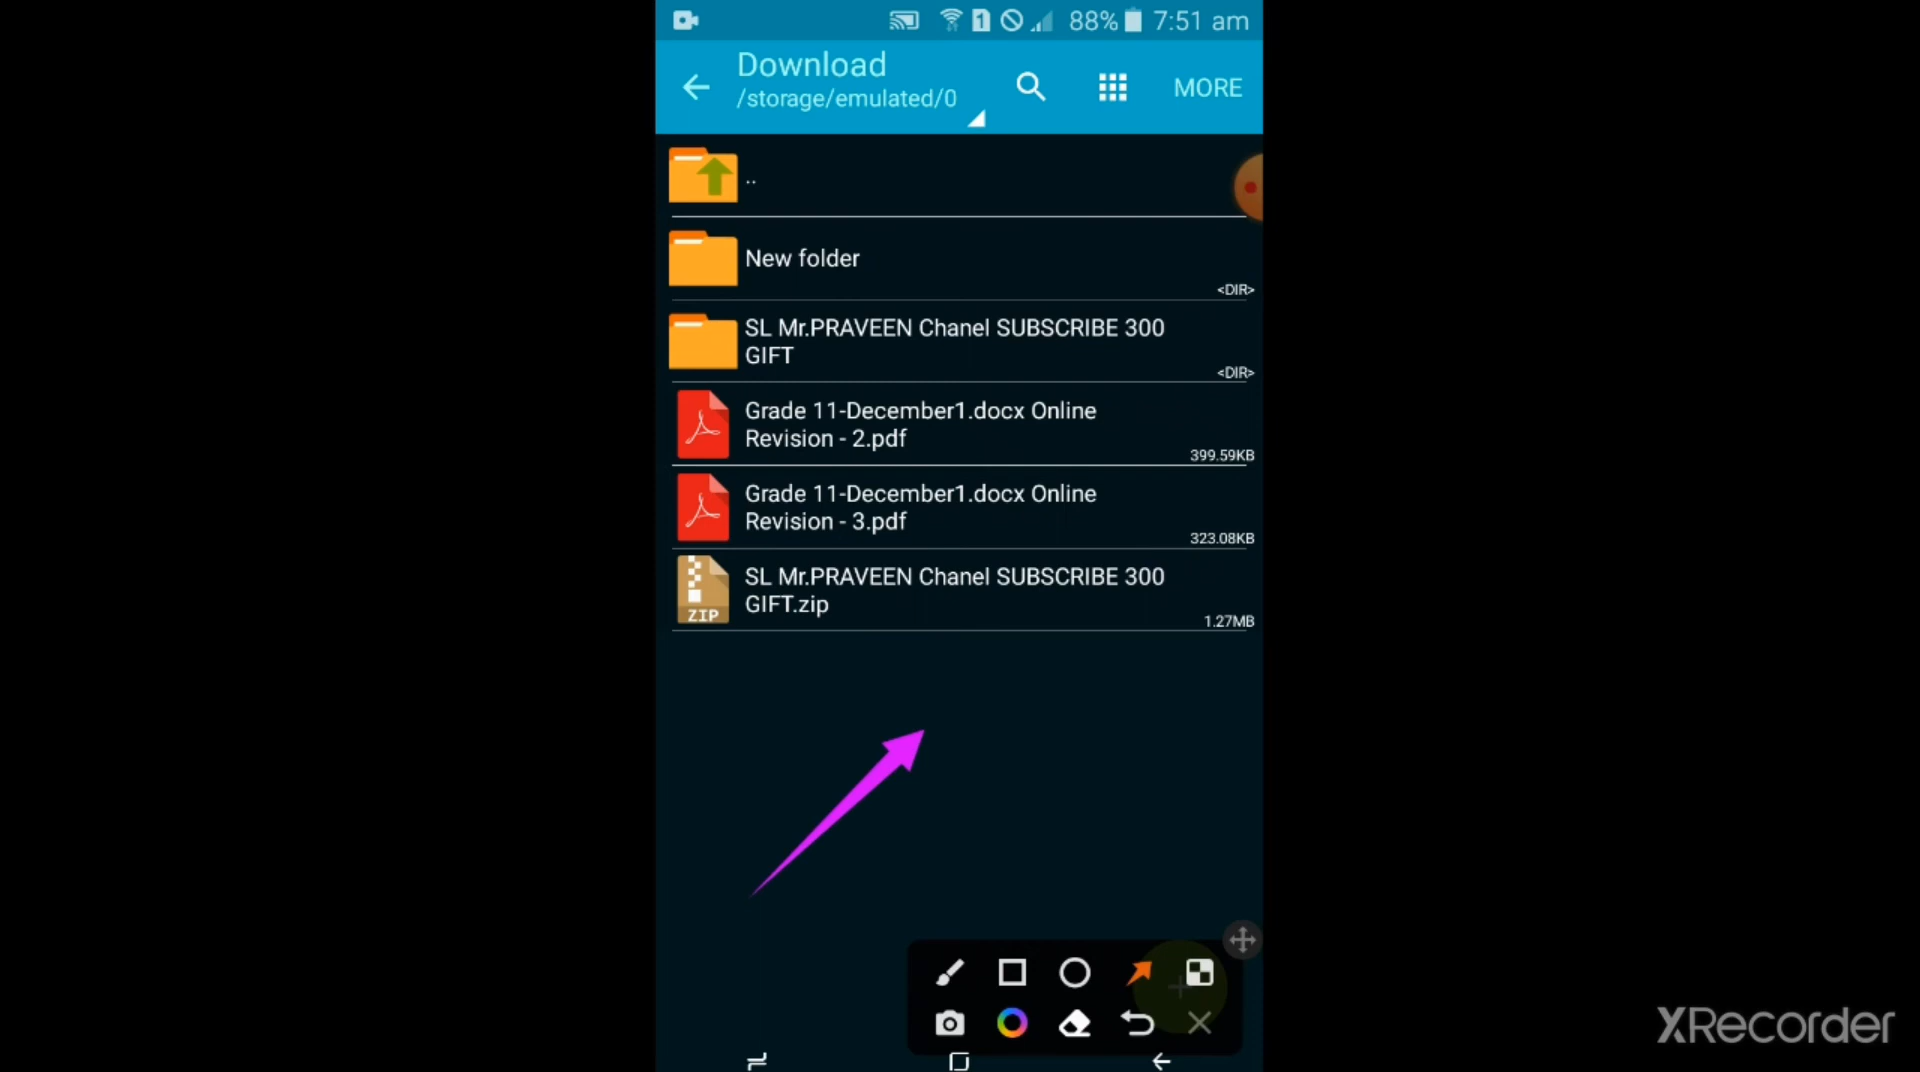 1 88% 7:51 am
Download
/storage/emulated/0
MORE
..
New folder
<DIR>
SL Mr.PRAVEEN Chanel SUBSCRIBE 300
GIFT
<DIR>
Grade 11-December1.docx Online
Revision - 2.pdf
399.59KB
Grade 11-December1.docx Online
Revision - 3.pdf
323.08KB
SL Mr.PRAVEEN Chanel SUBSCRIBE 300
GIFT.zip
ZIP
1.27MB
XRecorder